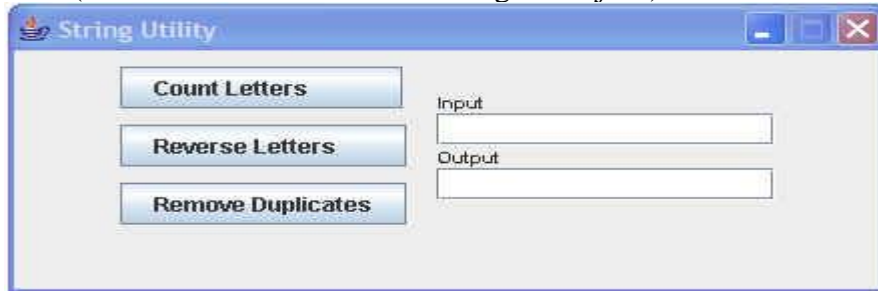 String Utility
Count Letters
Reverse Letters
Remove Duplicates
Input
Output